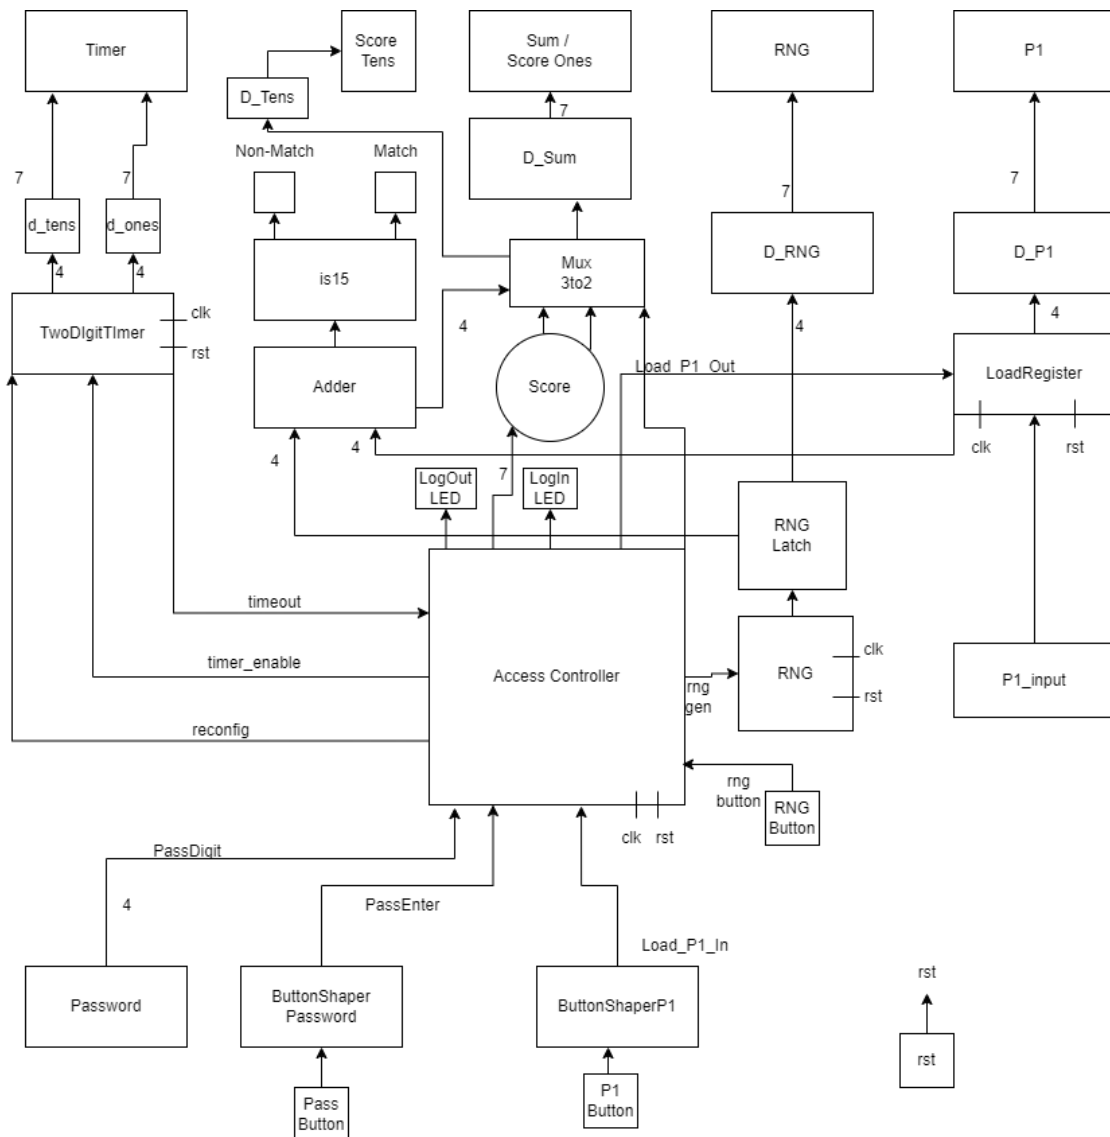 Timer
Score
Tens
Sum /
Score Ones
RNG
P1
D_Tens
7
Non-Match
Match
D_Sum
7
7
7
7
d_tens
d_ones
D_RNG
D_P1
4
4
is15
Mux
3to2
clk
TwoDIgitTImer
rst
4
4
4
Adder
Score
Load_P1_Out
LoadRegister
4
4
clk
rst
7
LogOut
LED
LogIn
LED
RNG
Latch
timeout
clk
timer_enable
Access Controller
rng
gen
RNG
rst
P1_input
reconfig
rng
button
RNG
Button
clk
rst
PassDigit
4
PassEnter
Load_P1_In
rst
Password
ButtonShaper
Password
ButtonShaperP1
rst
Pass
Button
P1
Button